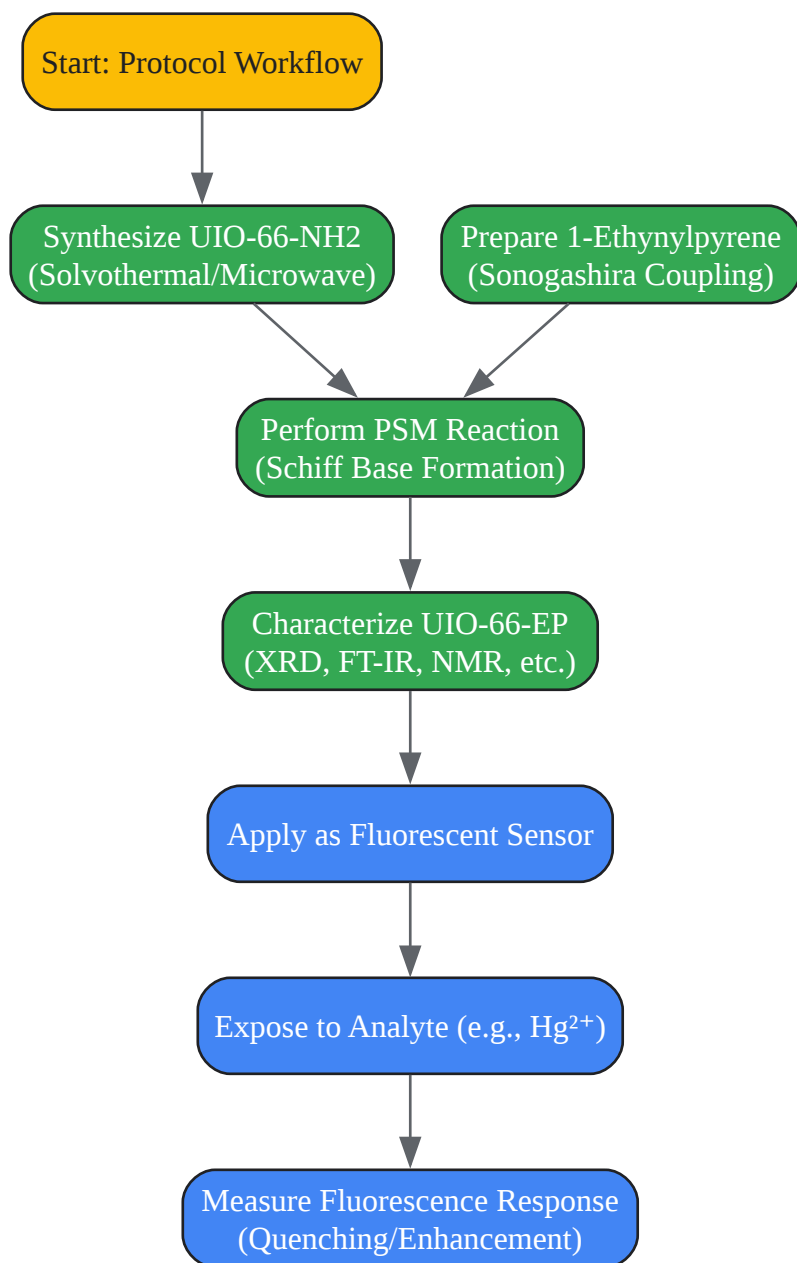 Start: Protocol Workflow
Synthesize UIO-66-NH2
(Solvothermal/Microwave)
Prepare 1-Ethynylpyrene
(Sonogashira Coupling)
Perform PSM Reaction
(Schiff Base Formation)
Characterize UIO-66-EP
(XRD, FT-IR, NMR, etc.)
Apply as Fluorescent Sensor
Expose to Analyte (e.g., Hg²⁺)
Measure Fluorescence Response
(Quenching/Enhancement)